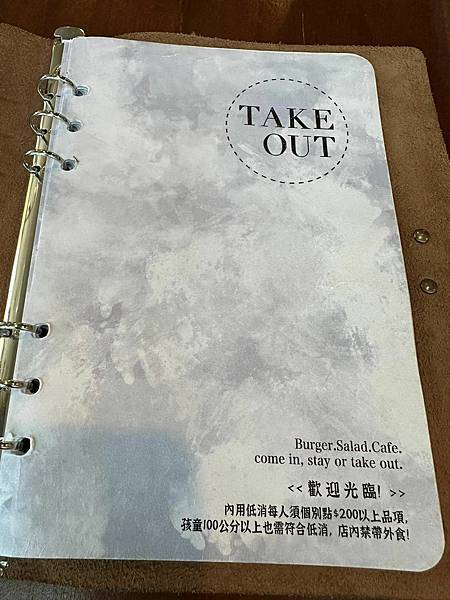 TAKE
OUT
Burger.Salad.Cafe.
come in, stay or take out.
<< 歡迎光臨! >>
內用低消每人須個別點$200以上品項,
孩童100公分以上也需符合低消, 店內禁帶外食!